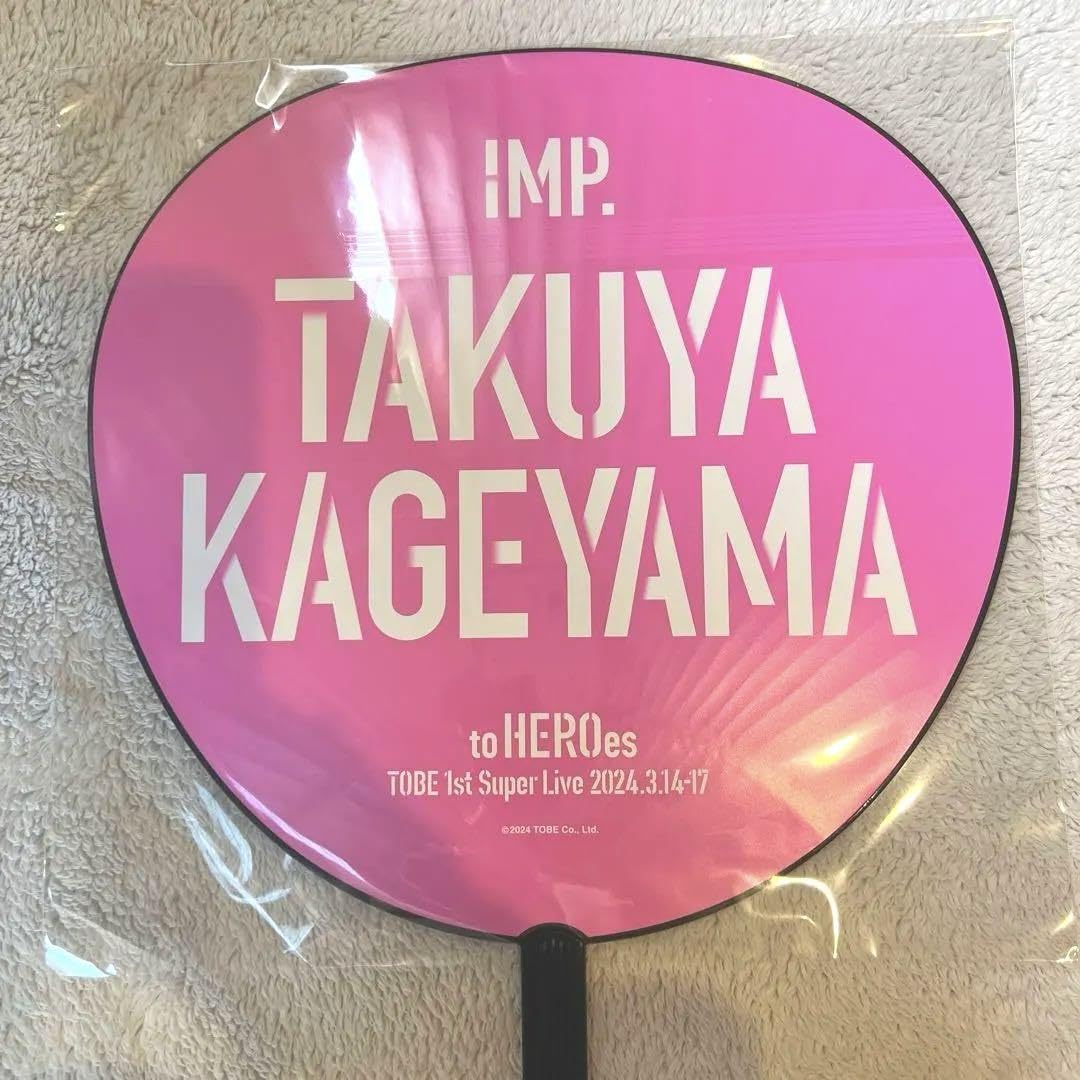 IMP.
TAKUYA
KAGEYAMA
to HEROes
TOBE 1st Super Live 2024.3.14-17
©2024 TOBE Co., Ltd.